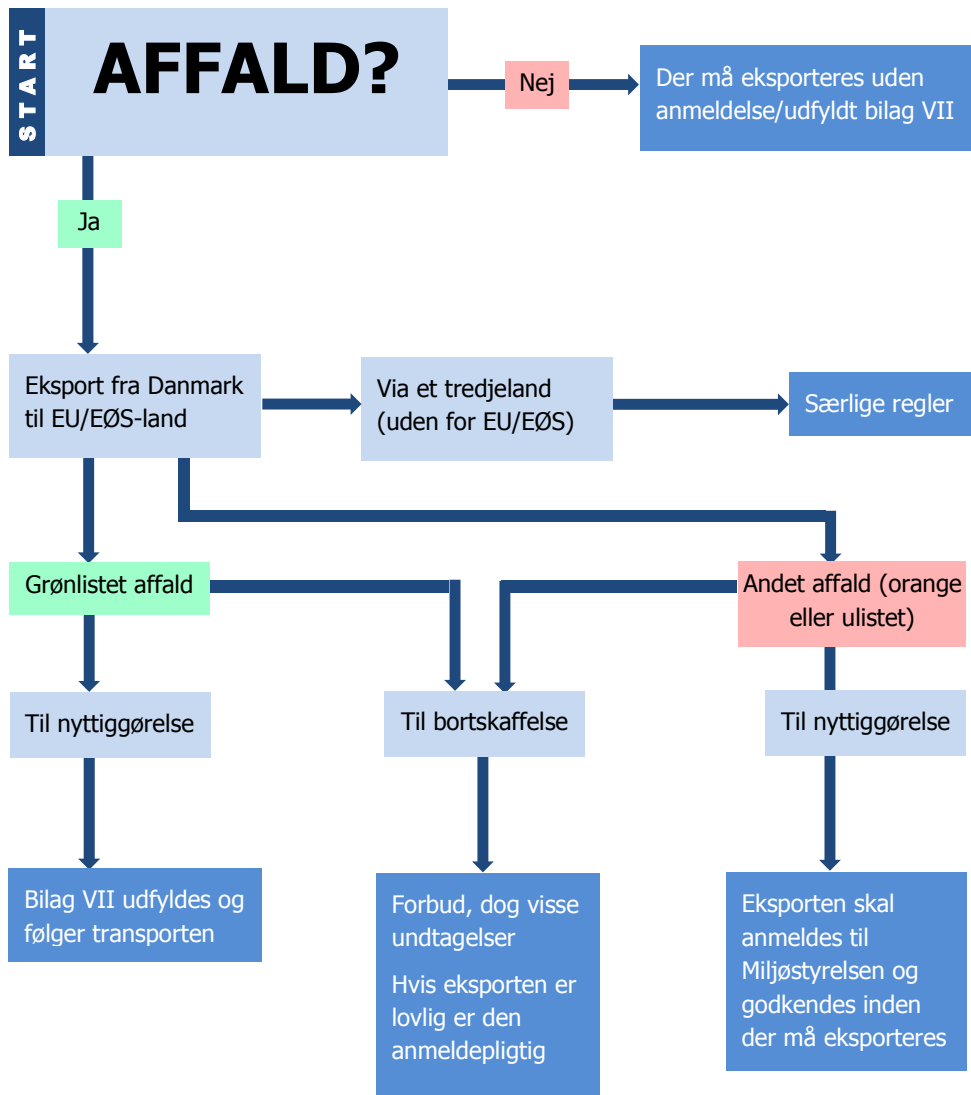 START
AFFALD?
Nej
Der må eksporteres uden
anmeldelse/udfyldt bilag VII
Ja
Eksport fra Danmark
til EU/EØS-land
Via et tredjeland
(uden for EU/EØS)
Særlige regler
Grønlistet affald
Andet affald (orange
eller ulistet)
Til nyttiggørelse
Til bortskaffelse
Til nyttiggørelse
Bilag VII udfyldes og
følger transporten
Forbud, dog visse
undtagelser
Hvis eksporten er
lovlig er den
anmeldepligtig
Eksporten skal
anmeldes til
Miljøstyrelsen og
godkendes inden
der må eksporteres